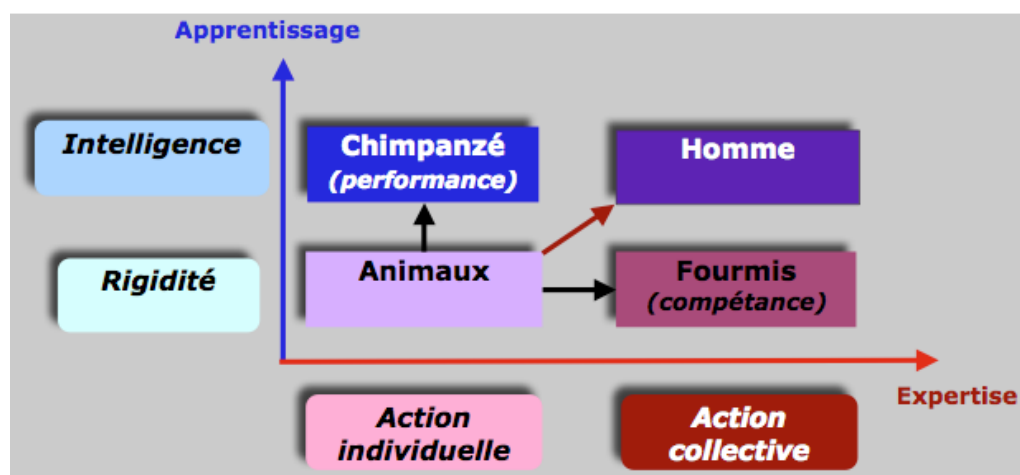 Apprentissage
Intelligence
Chimpanzé
(performance)
Homme
Rigidité
Animaux
Fourmis
(compétance)
Expertise
Action
individuelle
Action
collective